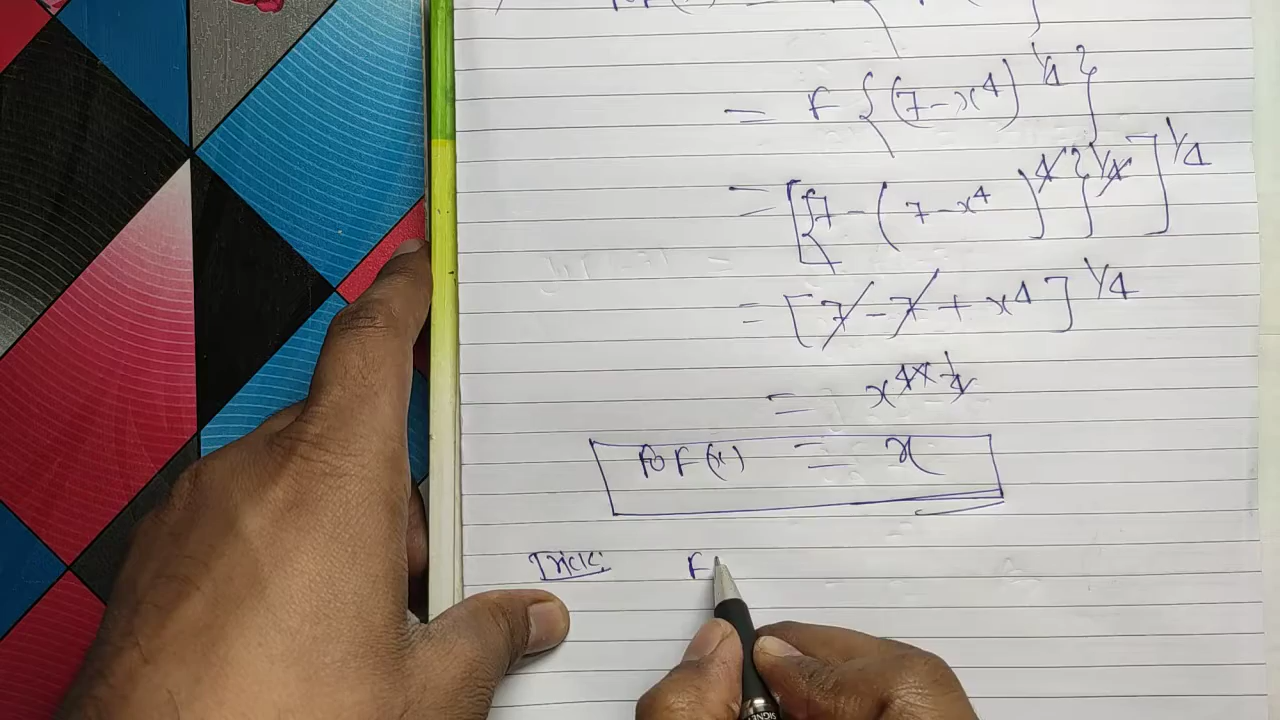 = F {(7 - x⁴)^1/4}
= [{7 - (7 - x⁴)^4}^1/4]^1/4
= [7 - 7 + x⁴]^1/4
= x^4×1/4
FoF(x) = x
Trick: F